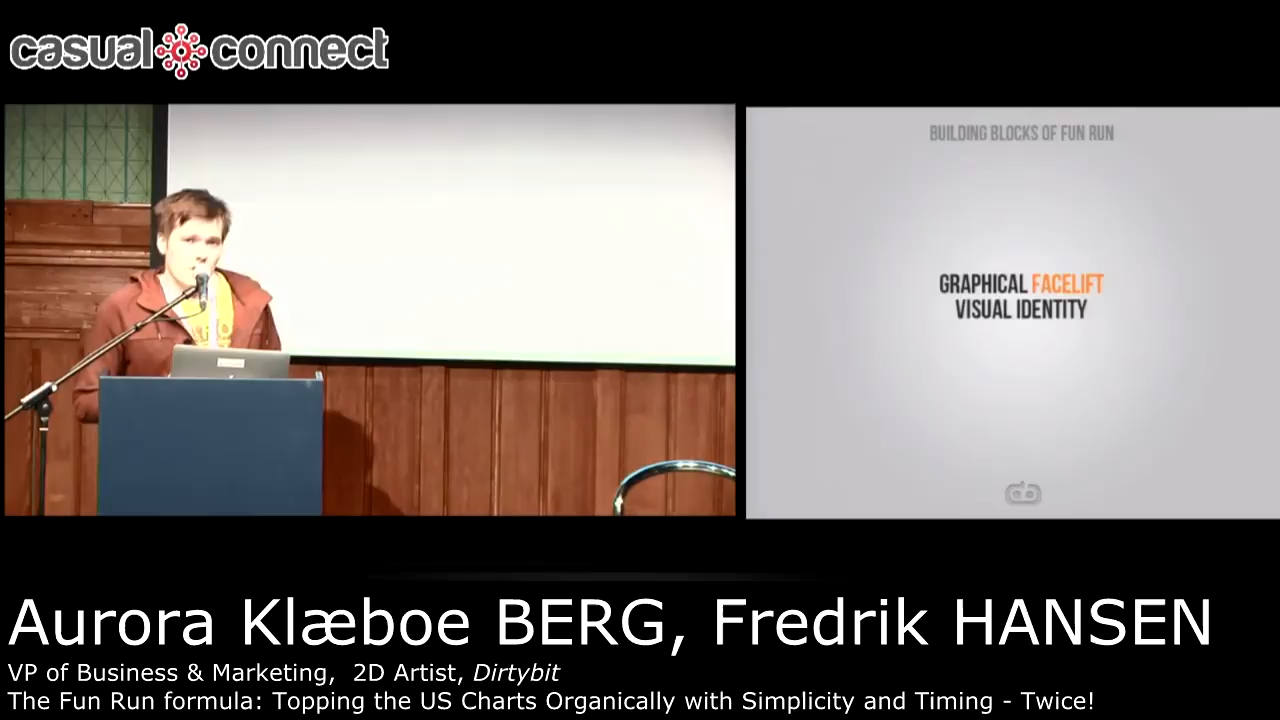 casual connect
BUILDING BLOCKS OF FUN RUN
GRAPHICAL FACELIFT
VISUAL IDENTITY
Aurora Klæboe BERG, Fredrik HANSEN
VP of Business & Marketing,  2D Artist, Dirtybit
The Fun Run formula: Topping the US Charts Organically with Simplicity and Timing - Twice!